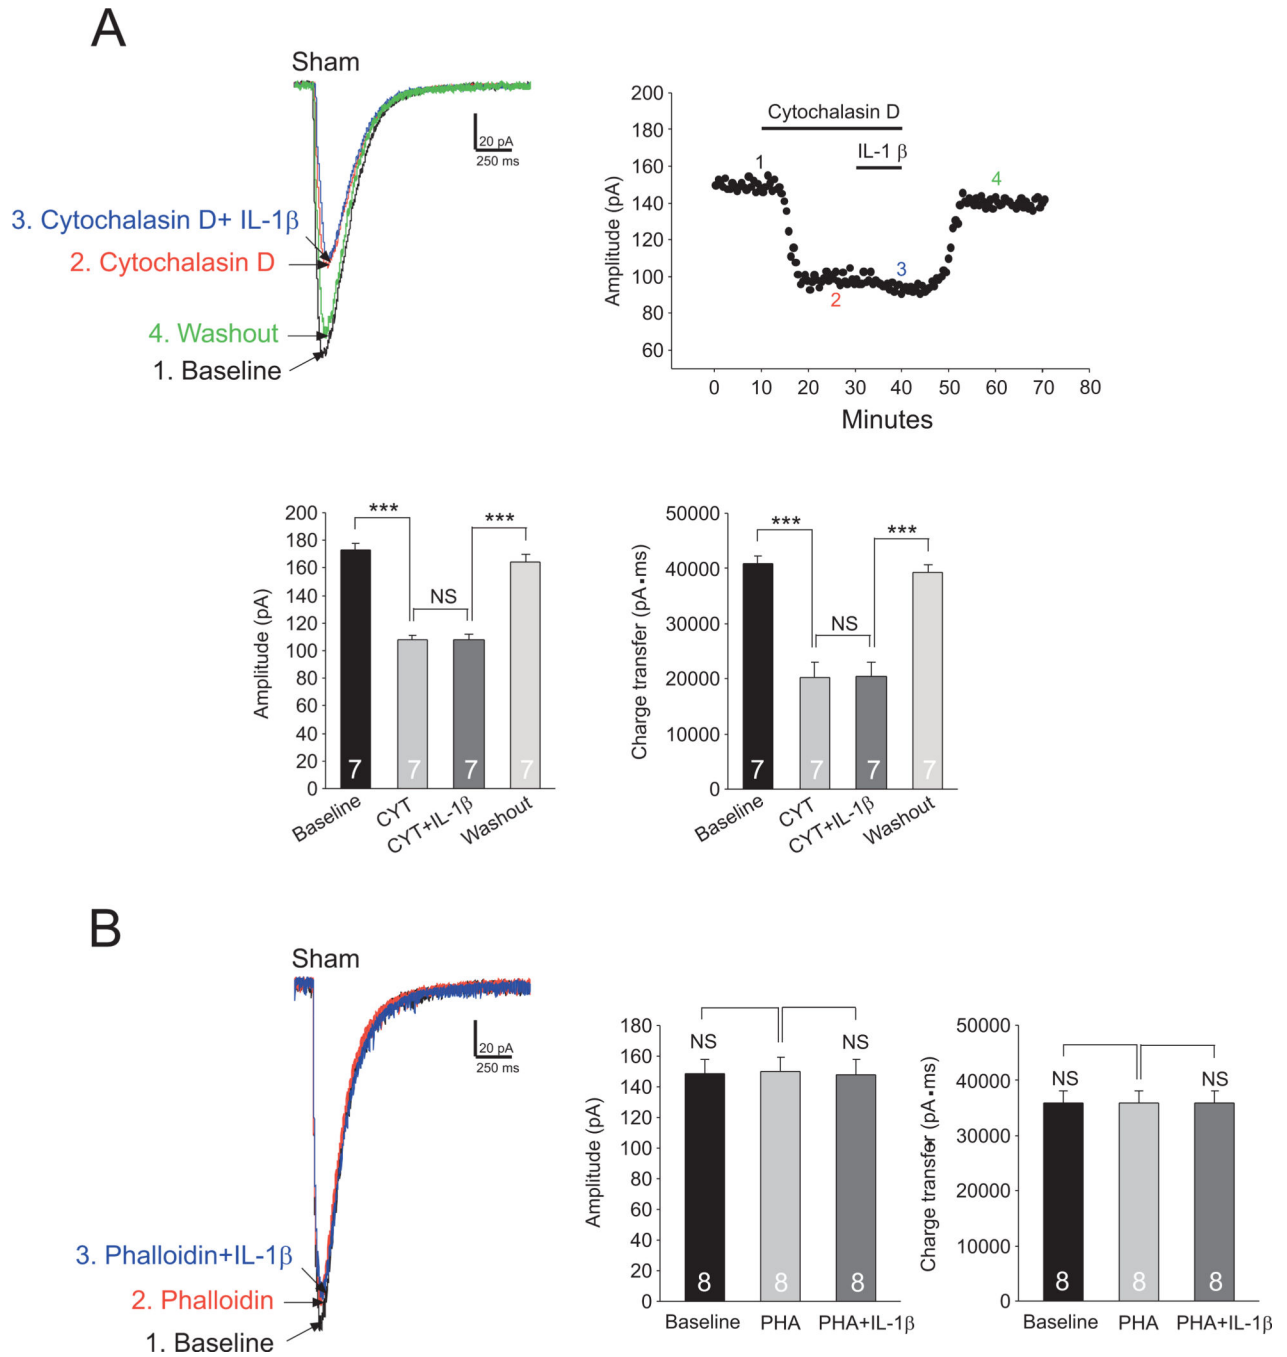 A
Sham
20 pA
250 ms
3. Cytochalasin D+ IL-1β
2. Cytochalasin D
4. Washout
1. Baseline
200
180
160
140
120
100
80
60
Amplitude (pA)
Cytochalasin D
IL-1 β
1
2
3
4
0 10 20 30 40 50 60 70 80
Minutes
200
180
160
140
120
100
80
60
40
20
0
Amplitude (pA)
***
NS
***
7 7 7 7
Baseline
CYT
CYT+IL-1β
Washout
50000
40000
30000
20000
10000
0
Charge transfer (pA▪ms)
***
NS
***
7 7 7 7
Baseline
CYT
CYT+IL-1β
Washout
B
Sham
20 pA
250 ms
3. Phalloidin+IL-1β
2. Phalloidin
1. Baseline
180
160
140
120
100
80
60
40
20
0
Amplitude (pA)
NS NS
8 8 8
Baseline PHA PHA+IL-1β
50000
40000
30000
20000
10000
0
Charge transfer (pA▪ms)
NS NS
8 8 8
Baseline PHA PHA+IL-1β